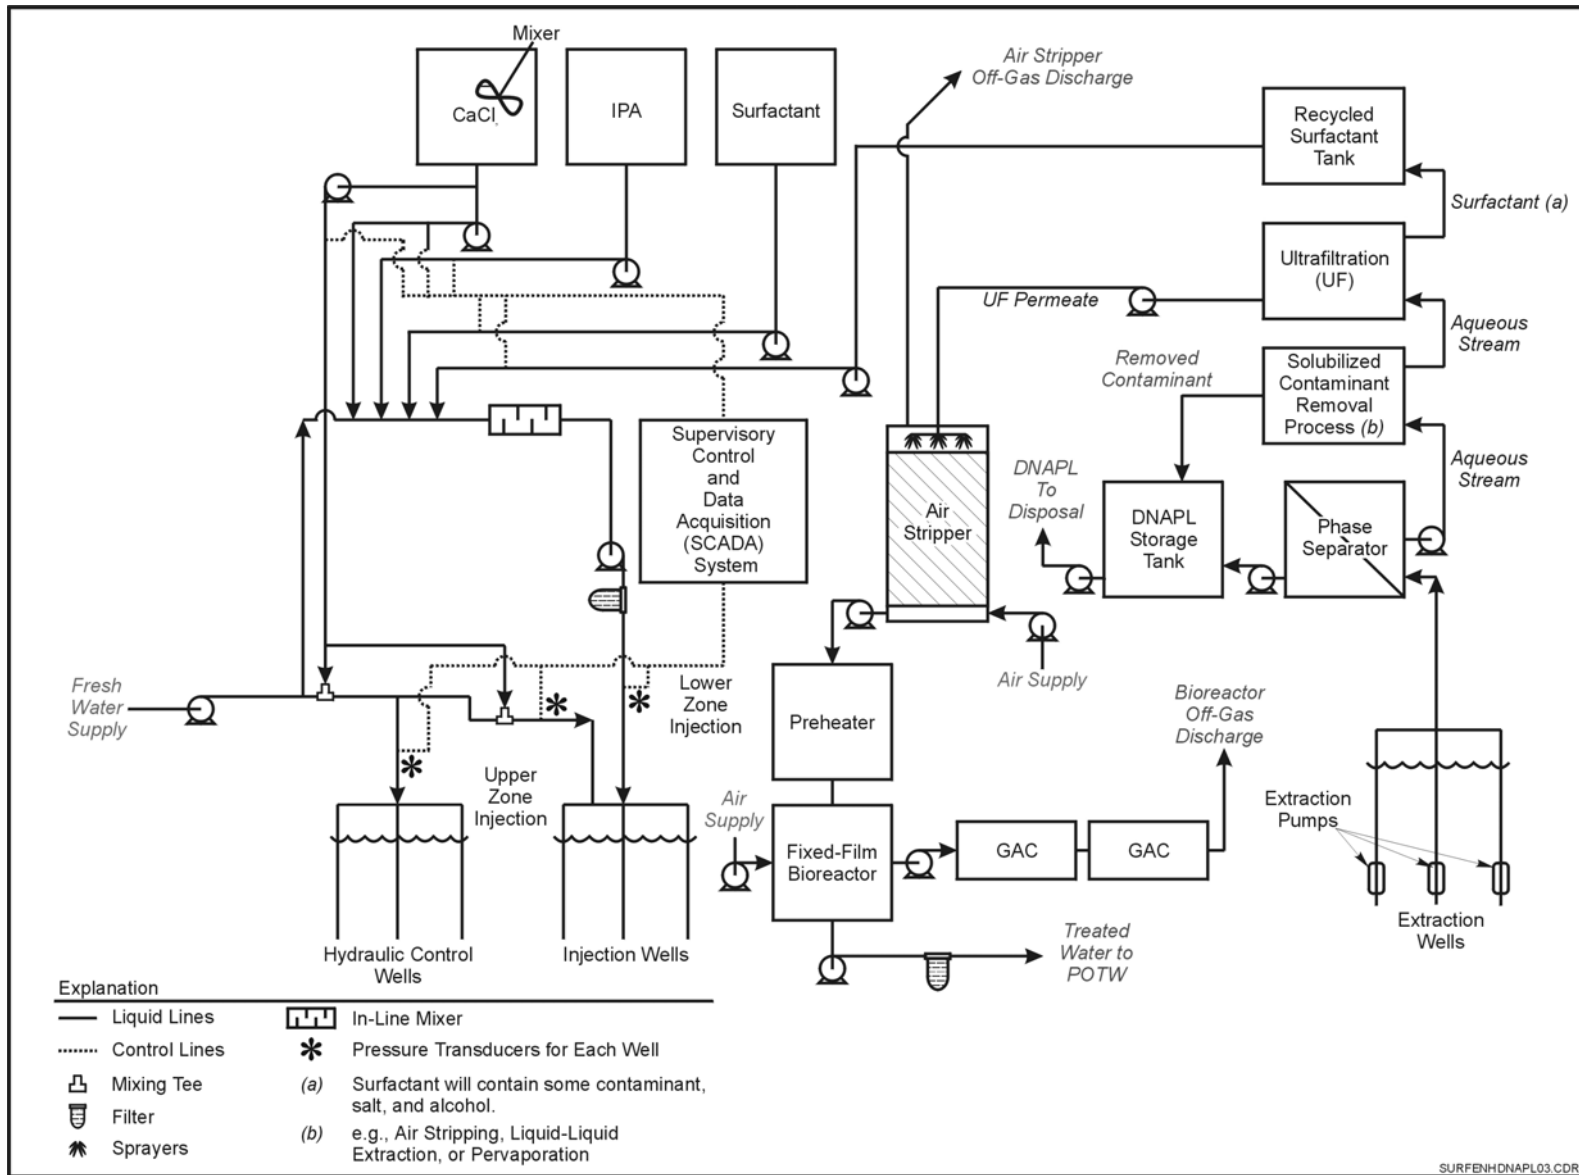 Mixer
CaCl
IPA
Surfactant
Air Stripper
Off-Gas Discharge
Recycled
Surfactant
Tank
Surfactant (a)
Ultrafiltration
(UF)
UF Permeate
Aqueous
Stream
Removed
Contaminant
Solubilized
Contaminant
Removal
Process (b)
Aqueous
Stream
Supervisory
Control
and
Data
Acquisition
(SCADA)
System
DNAPL
To
Disposal
Air
Stripper
DNAPL
Storage
Tank
Phase
Separator
Air Supply
Fresh
Water
Supply
Lower
Zone
Injection
Preheater
Bioreactor
Off-Gas
Discharge
Upper
Zone
Injection
Air
Supply
Fixed-Film
Bioreactor
GAC
GAC
Extraction
Pumps
Extraction
Wells
Hydraulic Control
Wells
Injection Wells
Treated
Water to
POTW
Explanation
Liquid Lines
Control Lines
Mixing Tee
Filter
Sprayers
In-Line Mixer
Pressure Transducers for Each Well
(a) Surfactant will contain some contaminant,
salt, and alcohol.
(b) e.g., Air Stripping, Liquid-Liquid
Extraction, or Pervaporation
SURFENHDNAPL03.CDR